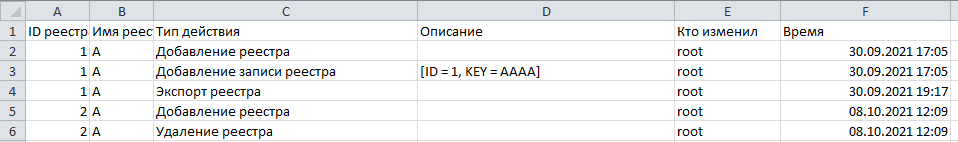 A B C D E F
1 ID реестра Имя реест Тип действия Описание Кто изменил Время
2 1 A Добавление реестра root 30.09.2021 17:05
3 1 A Добавление записи реестра [ID = 1, KEY = AAAA] root 30.09.2021 17:05
4 1 A Экспорт реестра root 30.09.2021 19:17
5 2 A Добавление реестра root 08.10.2021 12:09
6 2 A Удаление реестра root 08.10.2021 12:09